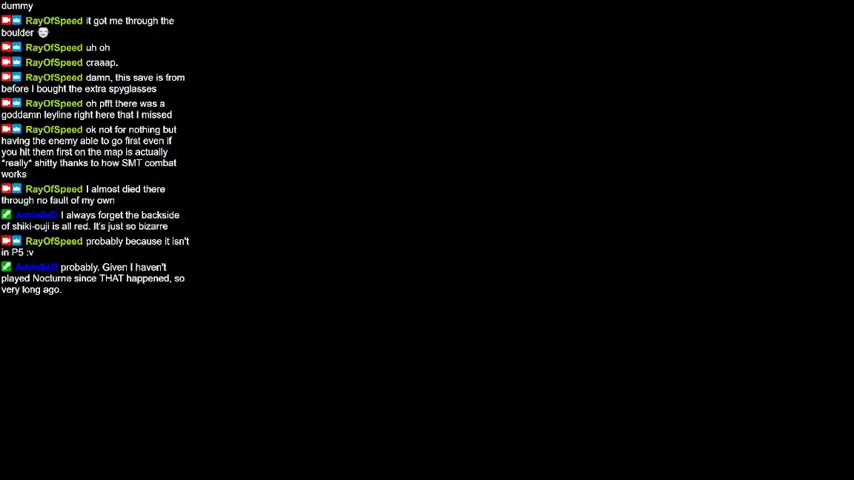 dummy
RayOfSpeed it got me through the
boulder
RayOfSpeed uh oh
RayOfSpeed craaap.
RayOfSpeed damn, this save is from
before I bought the extra spyglasses
RayOfSpeed oh pfft there was a
goddamn leyline right here that I missed
RayOfSpeed ok not for nothing but
having the enemy able to go first even if
you hit them first on the map is actually
*really* shitty thanks to how SMT combat
works
RayOfSpeed I almost died there
through no fault of my own
AdrielleD I always forget the backside
of shiki-ouji is all red. It's just so bizarre
RayOfSpeed probably because it isn't
in P5 :v
AdrielleD probably. Given I haven't
played Nocturne since THAT happened, so
very long ago.